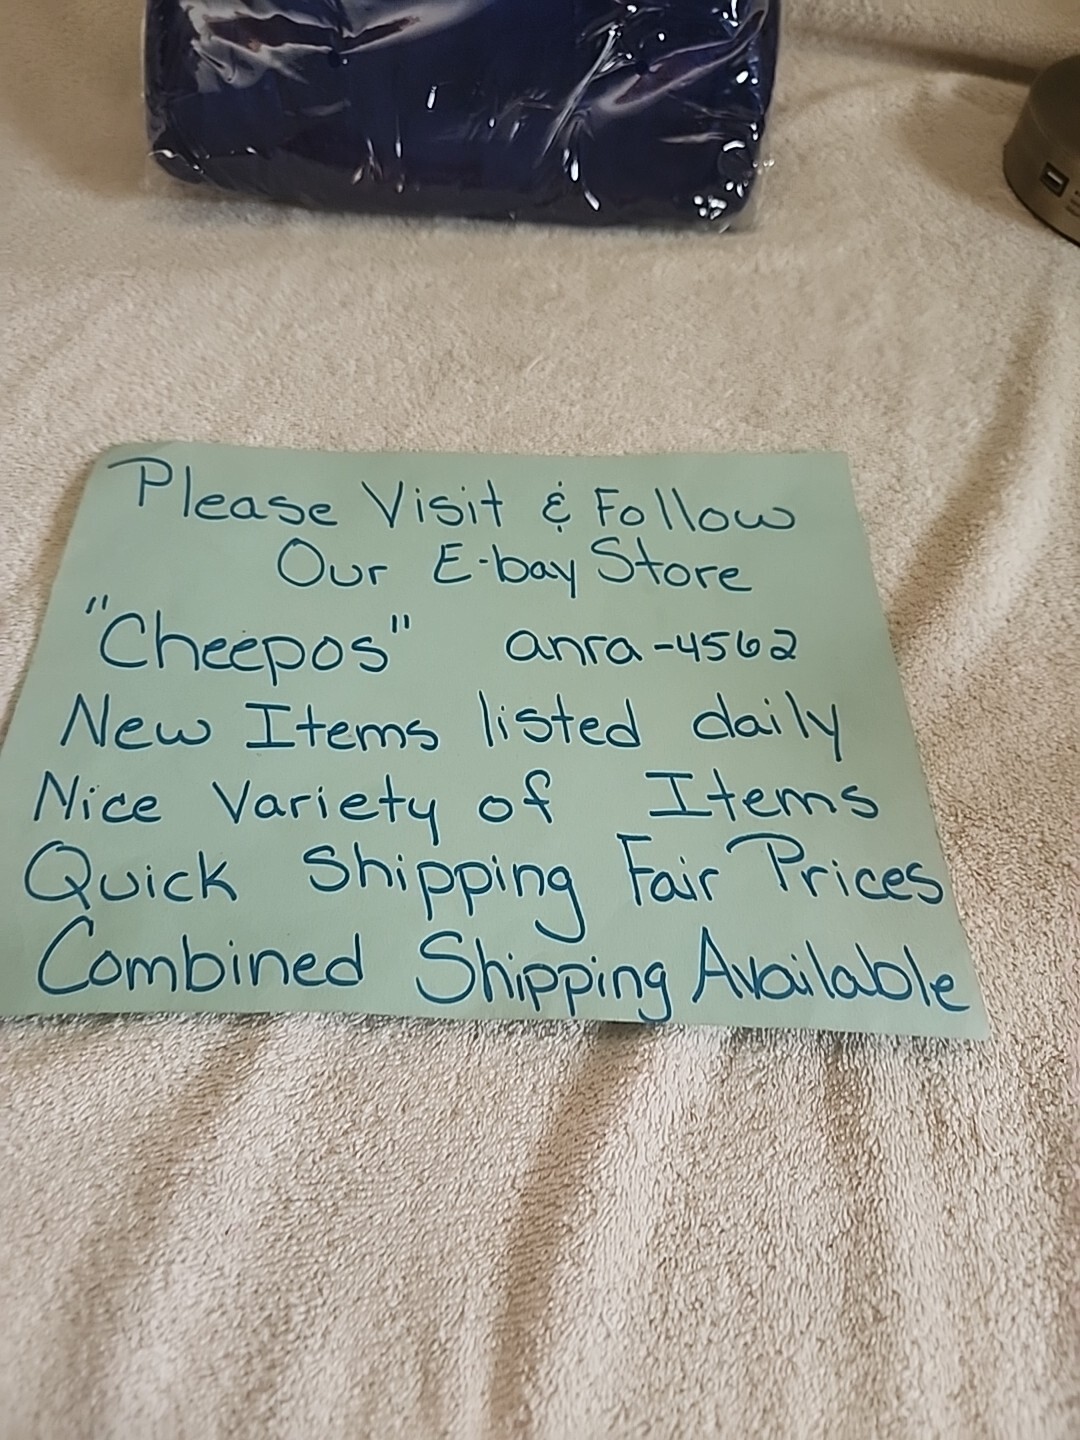 Please Visit & Follow
Our E-bay Store
"Cheepos" anra-4562
New Items listed daily
Nice Variety of Items
Quick Shipping Fair Prices
Combined Shipping Available